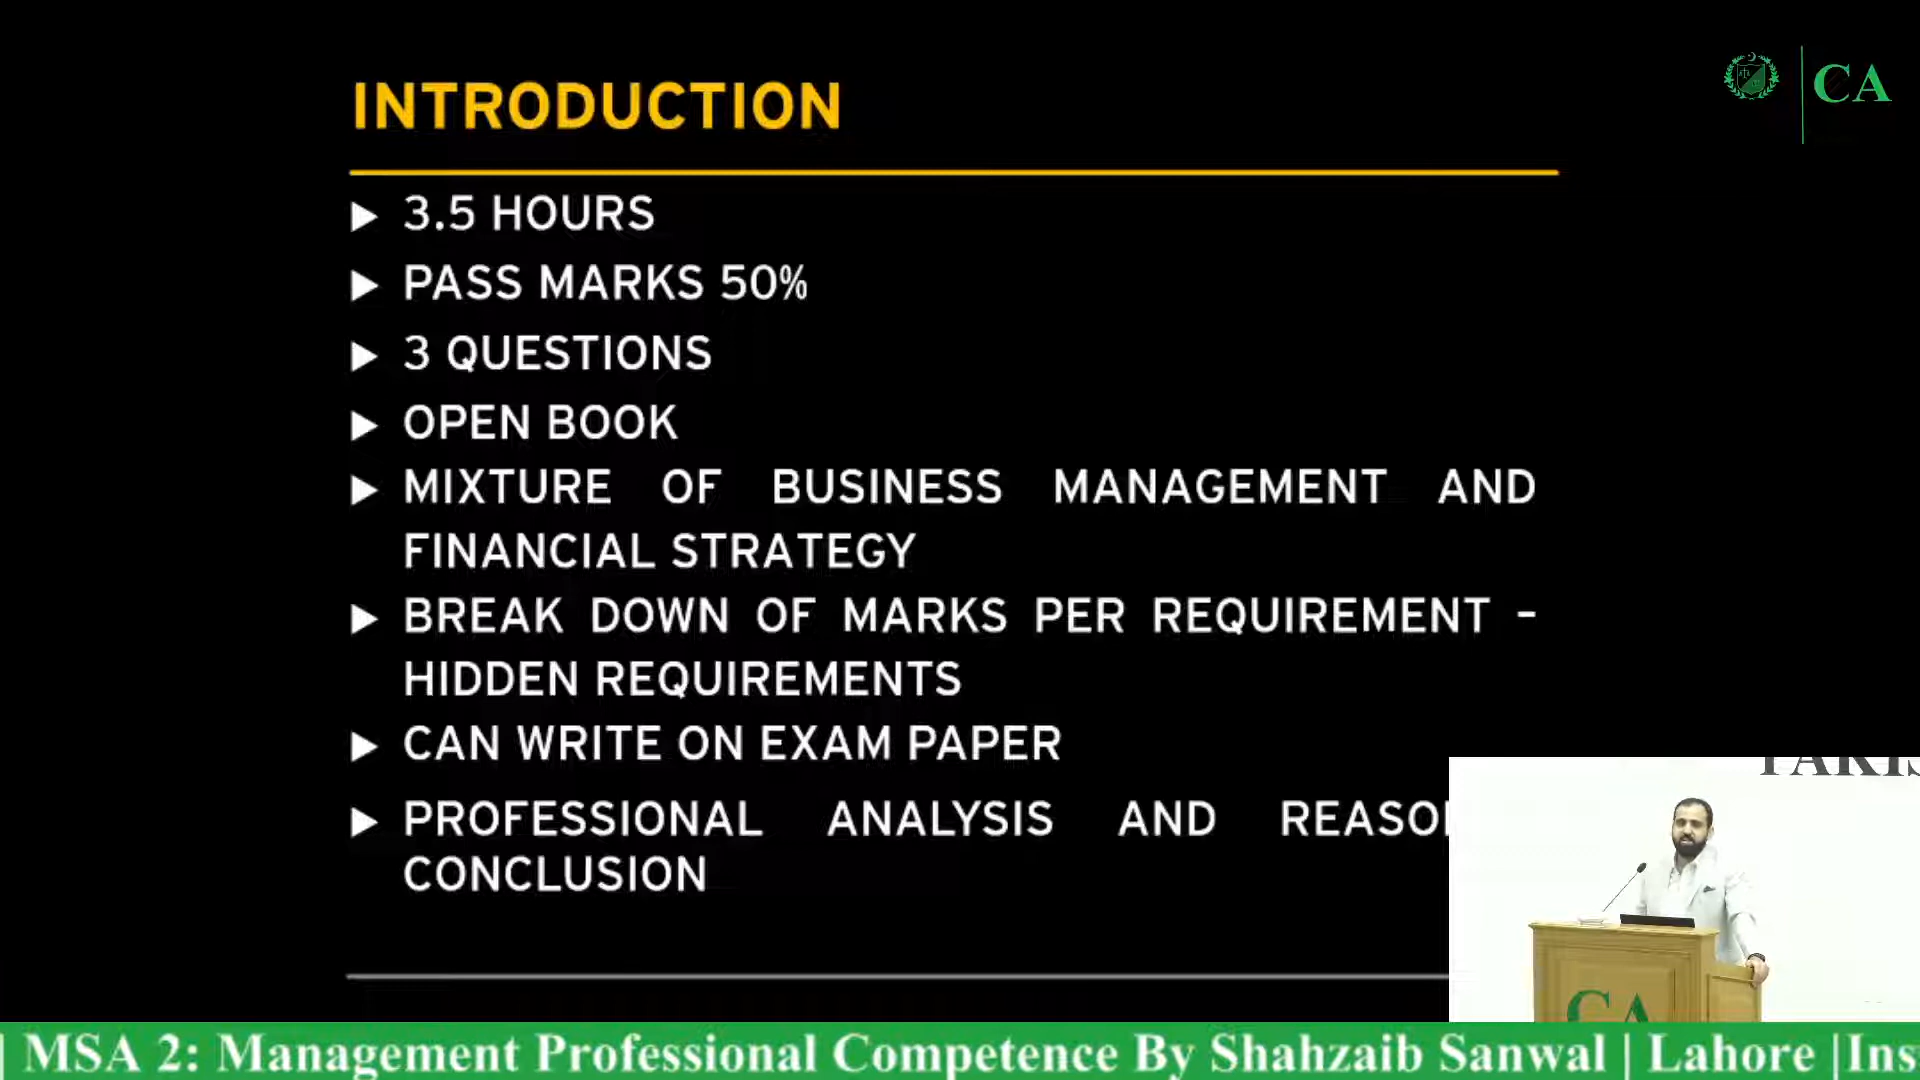 INTRODUCTION
CA
3.5 HOURS
PASS MARKS 50%
3 QUESTIONS
OPEN BOOK
MIXTURE OF BUSINESS MANAGEMENT AND
FINANCIAL STRATEGY
BREAK DOWN OF MARKS PER REQUIREMENT –
HIDDEN REQUIREMENTS
CAN WRITE ON EXAM PAPER
PROFESSIONAL ANALYSIS AND
CONCLUSION
CA
| MSA 2: Management Professional Competence By Shahzaib Sanwal | Lahore |Ins